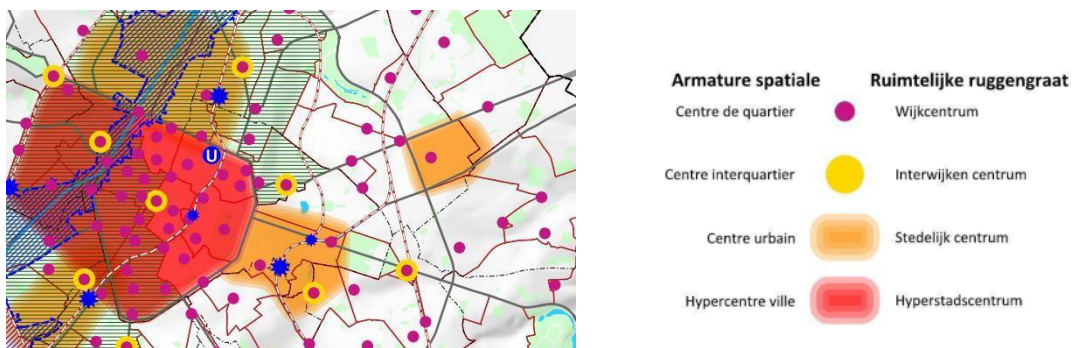 U
Armature spatiale Ruimtelijke ruggengraat
Centre de quartier Wijkcentrum
Centre interquartier Interwijken centrum
Centre urbain Stedelijk centrum
Hypercentre ville Hyperstadscentrum